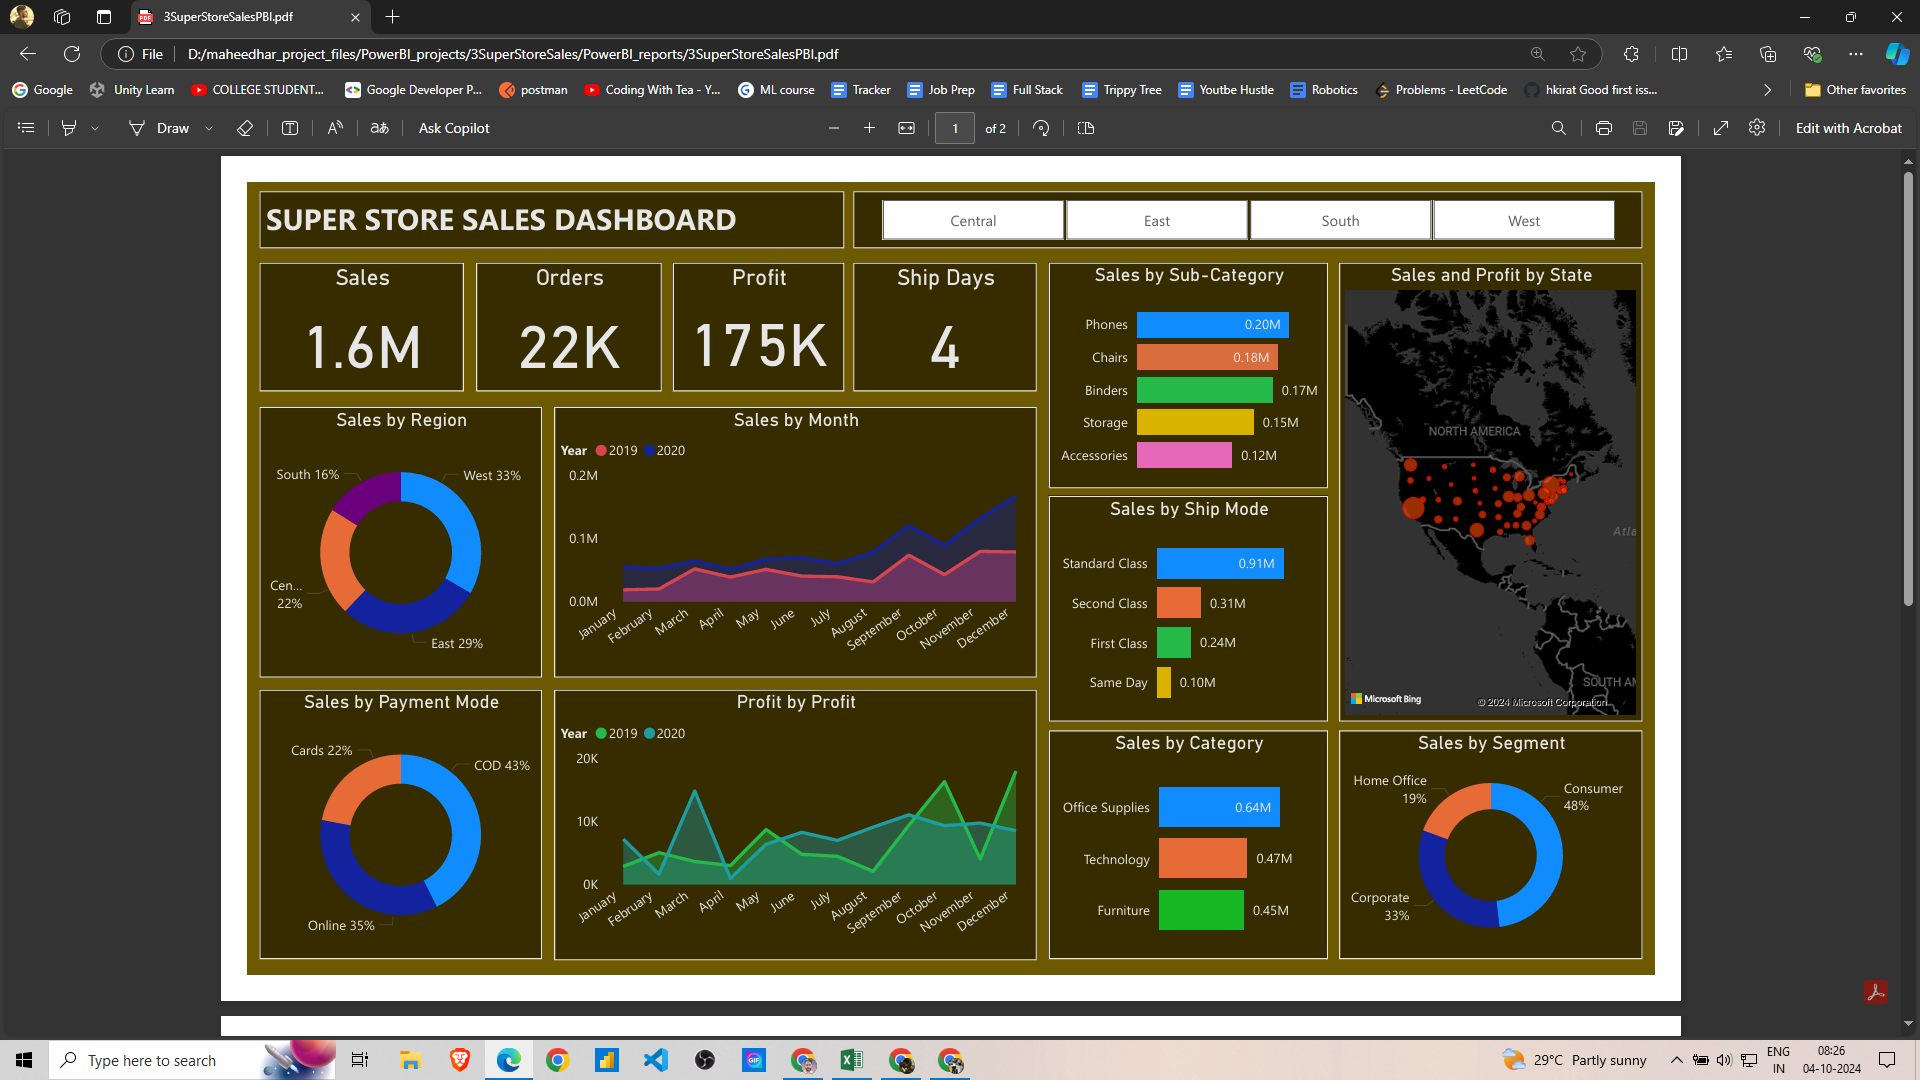 3SuperStoreSalesPBI.pdf
File
D:/maheedhar_project_files/PowerBI_projects/3SuperStoreSales/PowerBI_reports/3SuperStoreSalesPBI.pdf
Google
Unity Learn
COLLEGE STUDENT...
Google Developer P...
postman
Coding With Tea - Y...
ML course
Tracker
Job Prep
Full Stack
Trippy Tree
Youtbe Hustle
Robotics
Problems - LeetCode
hkirat Good first iss...
Other favorites
Draw
Ask Copilot
1 of 2
Edit with Acrobat
SUPER STORE SALES DASHBOARD
Central
East
South
West
Sales
1.6M
Orders
22K
Profit
175K
Ship Days
4
Sales by Sub-Category
Phones 0.20M
Chairs 0.18M
Binders 0.17M
Storage 0.15M
Accessories 0.12M
Sales and Profit by State
NORTH AMERICA
Atla
SOUTH AM
Microsoft Bing
© 2024 Microsoft Corporation
Sales by Region
South 16%
West 33%
Cen...
22%
East 29%
Sales by Month
Year 2019 2020
0.2M
0.1M
0.0M
January
February
March
April
May
June
July
August
September
October
November
December
Sales by Ship Mode
Standard Class 0.91M
Second Class 0.31M
First Class 0.24M
Same Day 0.10M
Sales by Payment Mode
Cards 22%
COD 43%
Online 35%
Profit by Profit
Year 2019 2020
20K
10K
0K
January
February
March
April
May
June
July
August
September
October
November
December
Sales by Category
Office Supplies 0.64M
Technology 0.47M
Furniture 0.45M
Sales by Segment
Home Office
19%
Consumer
48%
Corporate
33%
Type here to search
GIF
29°C Partly sunny
ENG
IN
08:26
04-10-2024